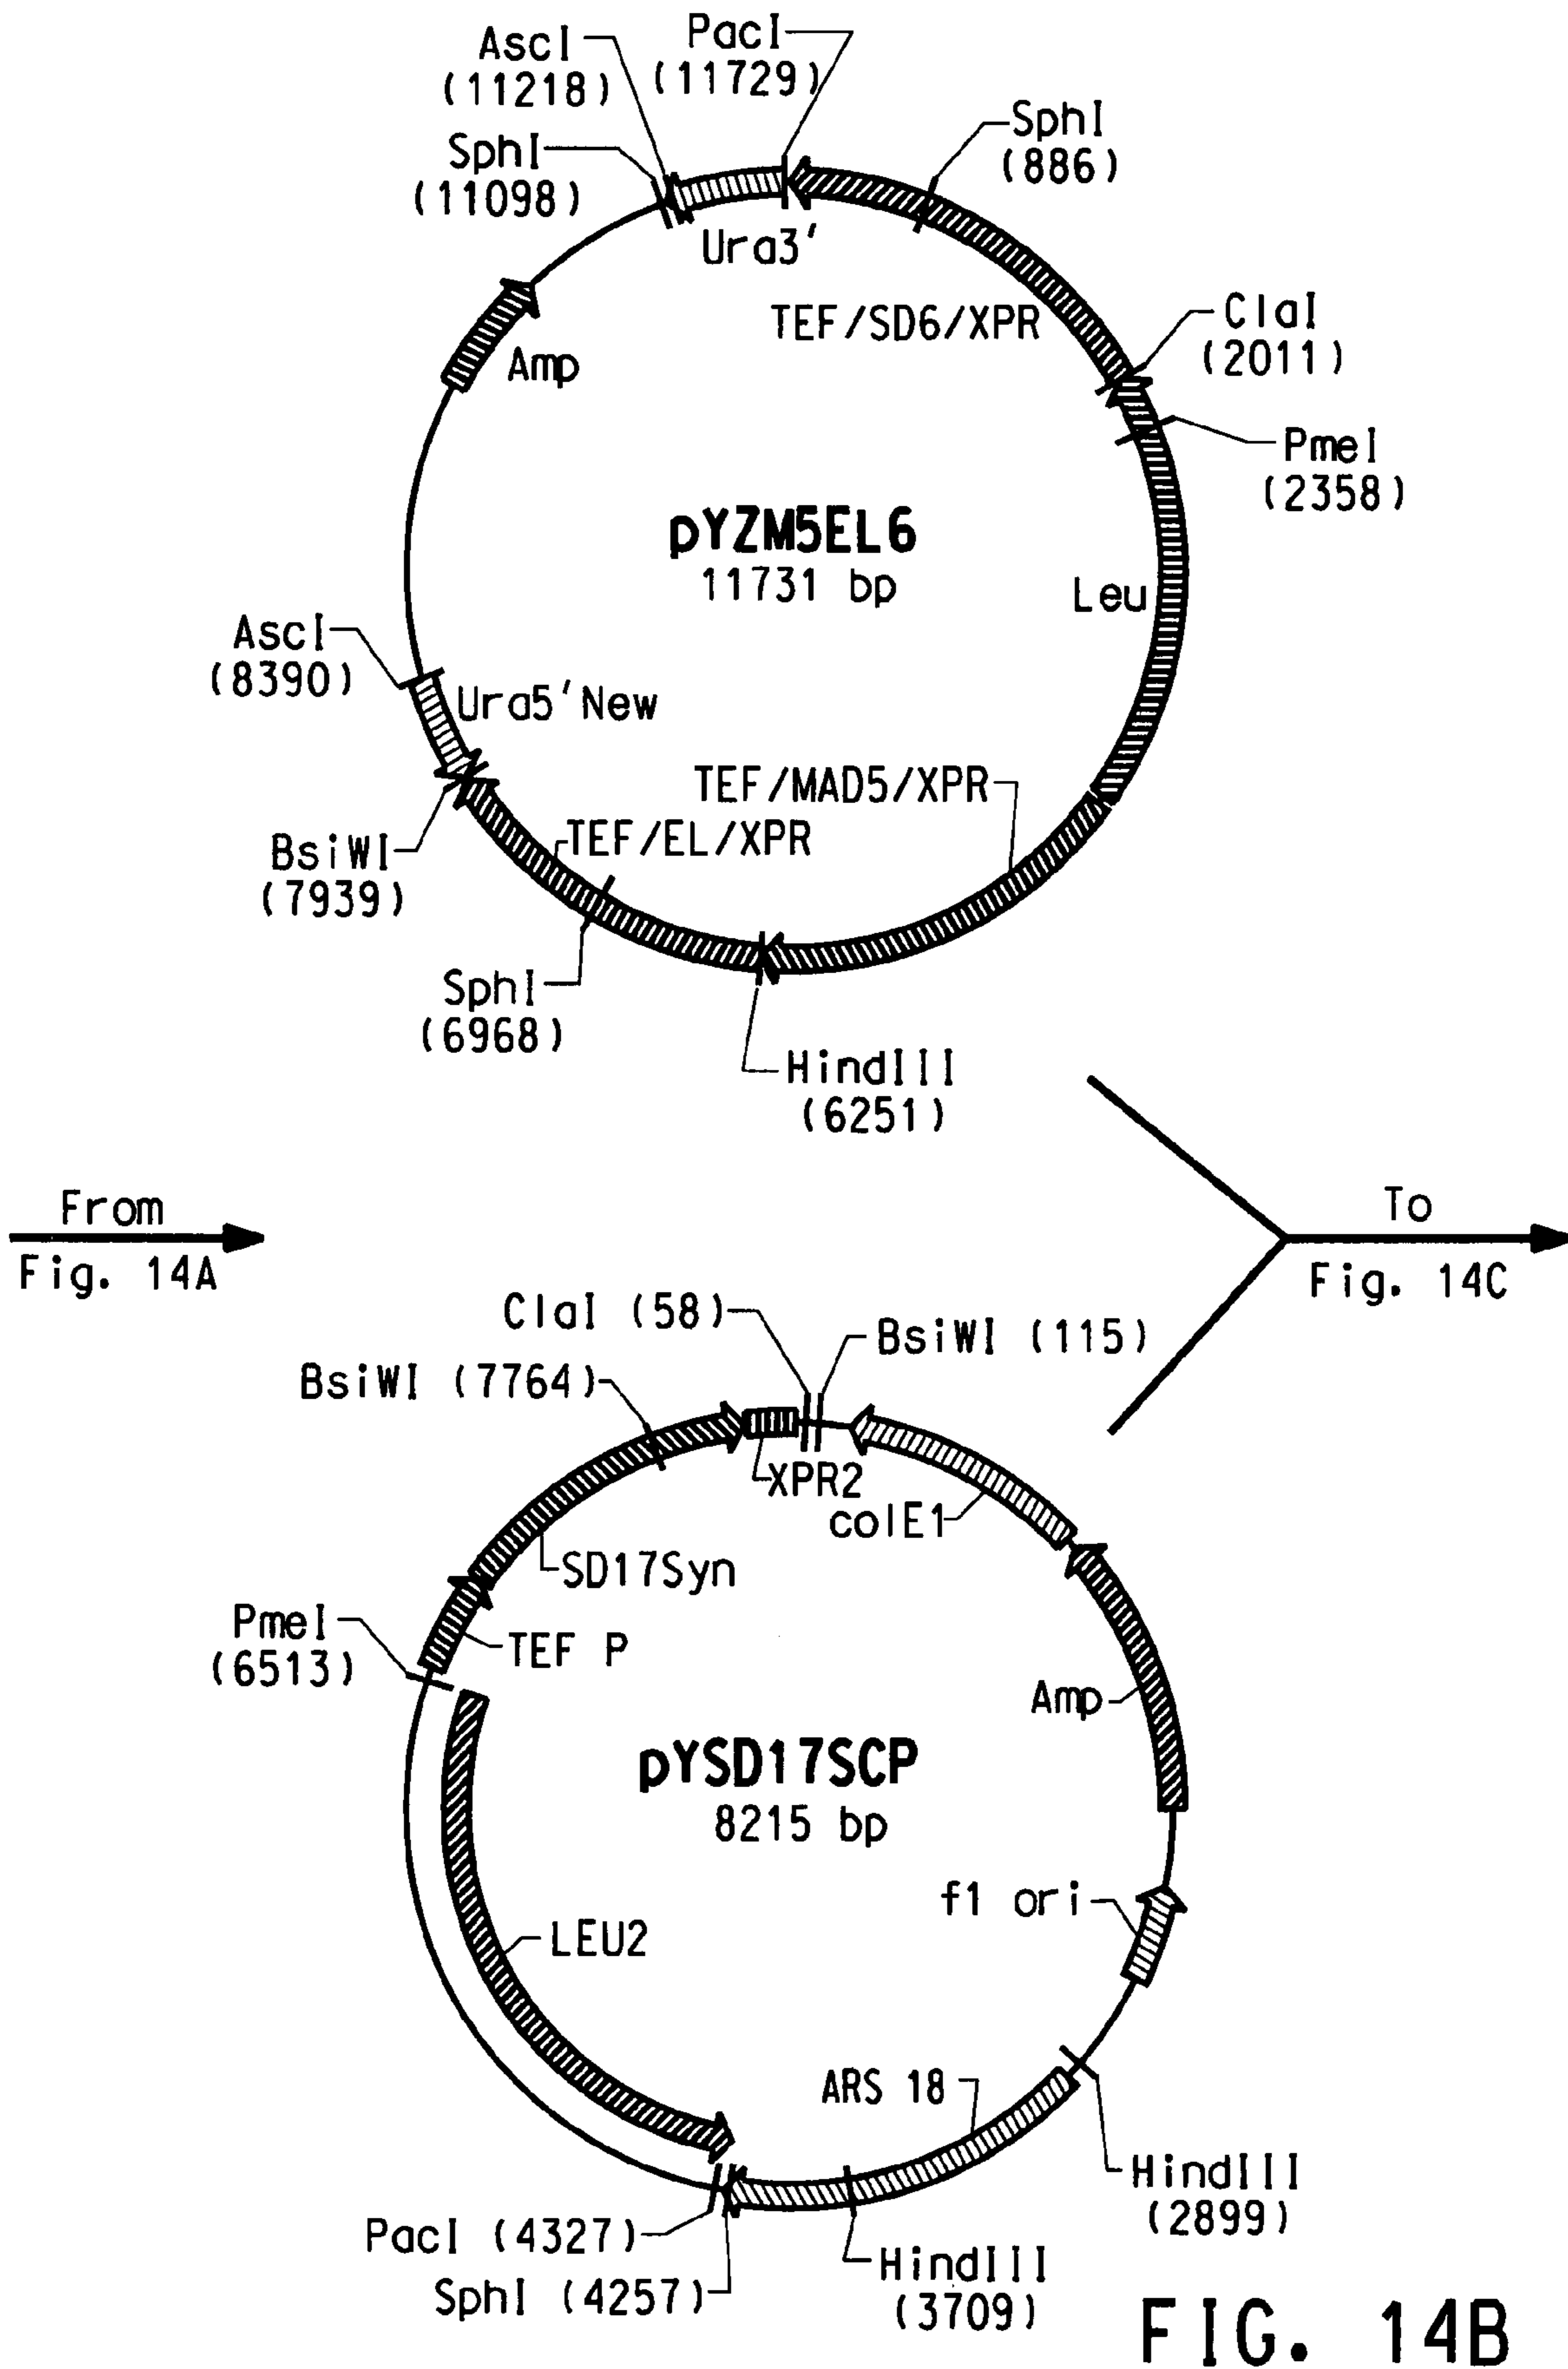 AscI
(11218)
PacI
(11729)
SphI
(11098)
SphI
(886)
Ura3'
TEF/SD6/XPR
ClaI
(2011)
Amp
PmeI
(2358)
pYZM5EL6
11731 bp
Leu
AscI
(8390)
Ura5'New
TEF/MAD5/XPR
TEF/EL/XPR
BsiWI
(7939)
SphI
(6968)
HindIII
(6251)
From
Fig. 14A
To
Fig. 14C
ClaI (58)
BsiWI (115)
BsiWI (7764)
XPR2
colE1
SD17Syn
PmeI
(6513)
TEF P
Amp
pYSD17SCP
8215 bp
f1 ori
LEU2
ARS 18
HindIII
(2899)
PacI (4327)
SphI (4257)
HindIII
(3709)
FIG. 14B